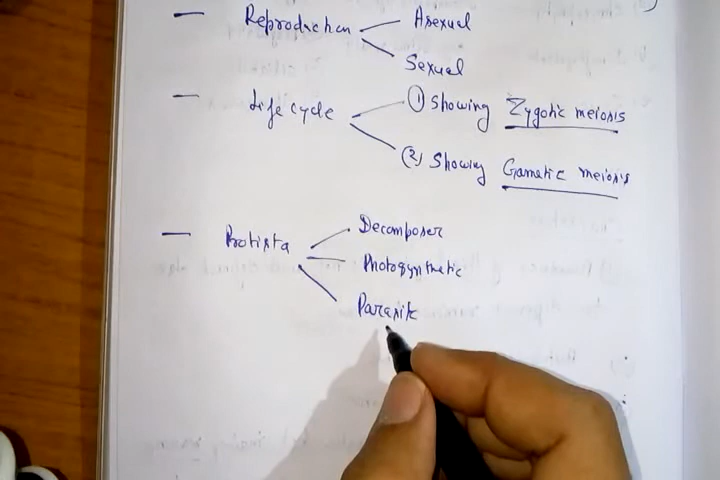 — Reproduction Asexual
Sexual
— Life cycle ① Showing Zygotic meiosis
② Showing Gametic meiosis
— Protista Decomposer
Photosynthetic
Parasite